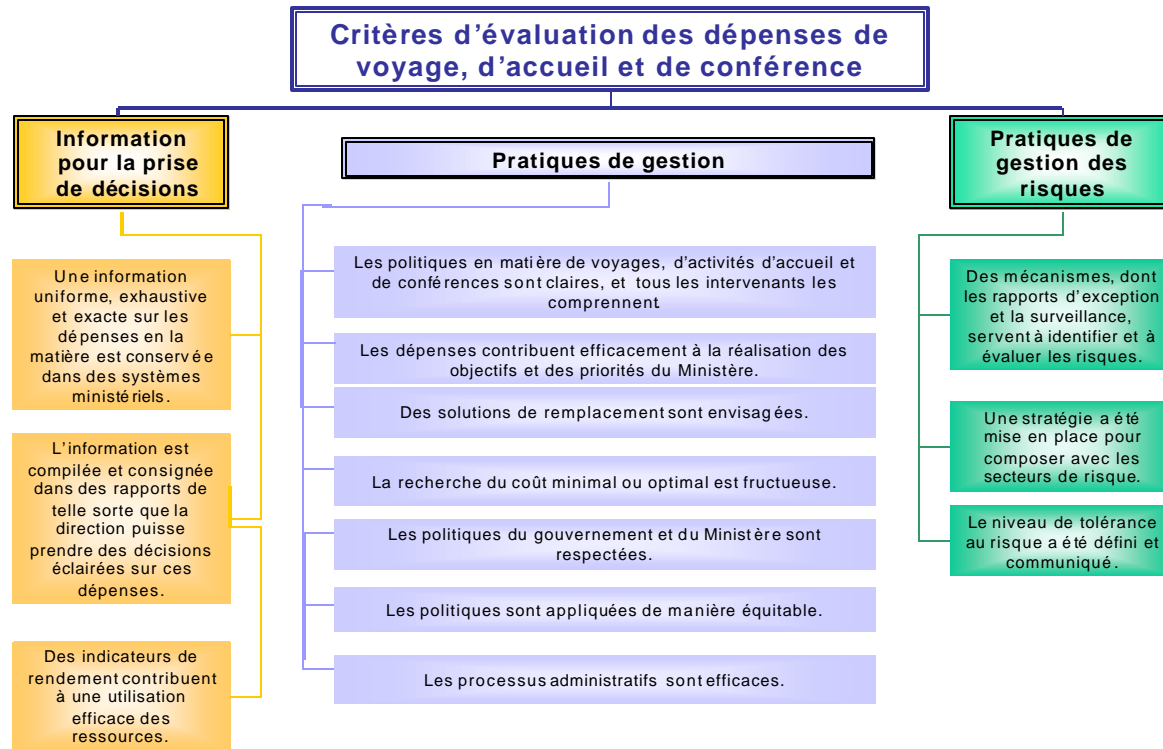 Critères d’évaluation des dépenses de
voyage, d’accueil et de conférence
Information
pour la prise
de décisions
Une information
uniforme, exhaustive
et exacte sur les
dépenses en la
matière est conservée
dans des systèmes
ministériels.
L’information est
compilée et consignée
dans des rapports de
telle sorte que la
direction puisse
prendre des décisions
éclairées sur ces
dépenses.
Des indicateurs de
rendement contribuent
à une utilisation
efficace des
ressources.
Pratiques de gestion
Les politiques en matière de voyages, d’activités d’accueil et
de conférences sont claires, et tous les intervenants les
comprennent.
Les dépenses contribuent efficacement à la réalisation des
objectifs et des priorités du Ministère.
Des solutions de remplacement sont envisagées.
La recherche du coût minimal ou optimal est fructueuse.
Les politiques du gouvernement et du Ministère sont
respectées.
Les politiques sont appliquées de manière équitable.
Les processus administratifs sont efficaces.
Pratiques de
gestion des
risques
Des mécanismes, dont
les rapports d’exception
et la surveillance,
servent à identifier et à
évaluer les risques.
Une stratégie a été
mise en place pour
composer avec les
secteurs de risque.
Le niveau de tolérance
au risque a été défini et
communiqué.